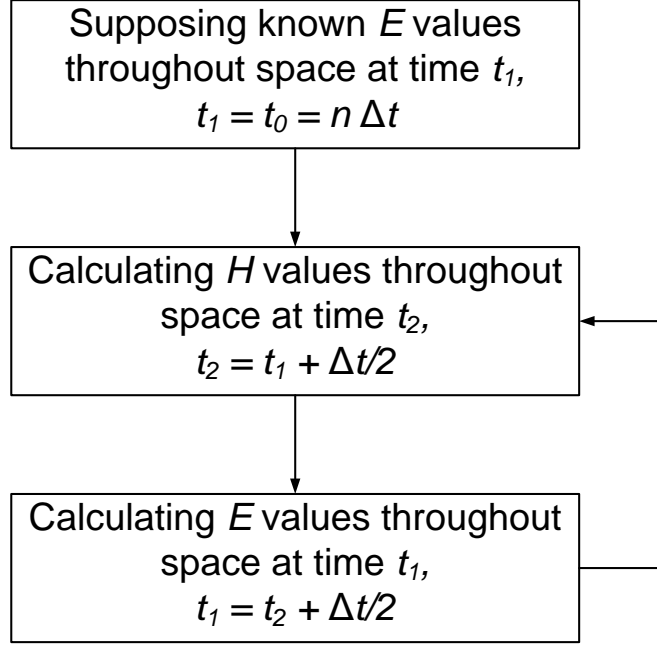 Supposing known E values
throughout space at time t₁,
t₁ = t₀ = n Δt
Calculating H values throughout
space at time t₂,
t₂ = t₁ + Δt/2
Calculating E values throughout
space at time t₁,
t₁ = t₂ + Δt/2